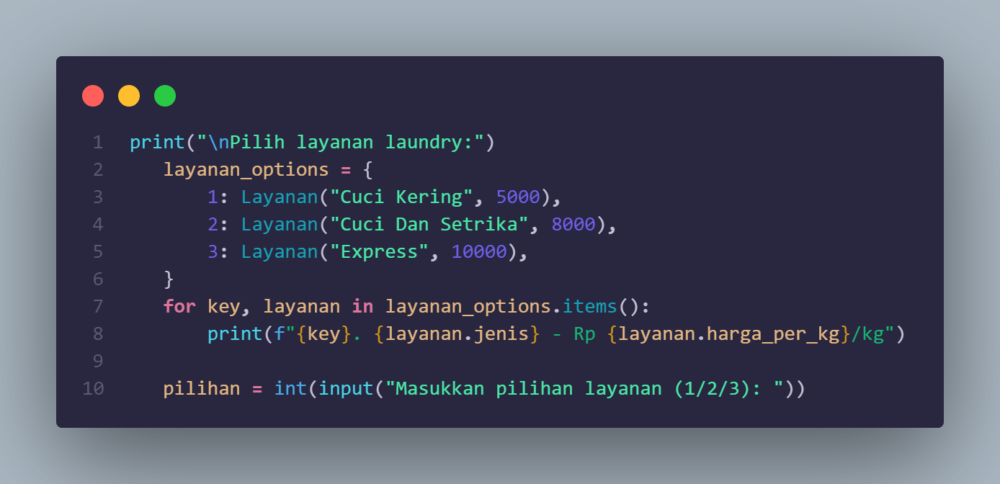 1 print("\nPilih layanan laundry:")
2    layanan_options = {
3        1: Layanan("Cuci Kering", 5000),
4        2: Layanan("Cuci Dan Setrika", 8000),
5        3: Layanan("Express", 10000),
6    }
7    for key, layanan in layanan_options.items():
8        print(f"{key}. {layanan.jenis} - Rp {layanan.harga_per_kg}/kg")
9
10    pilihan = int(input("Masukkan pilihan layanan (1/2/3): "))